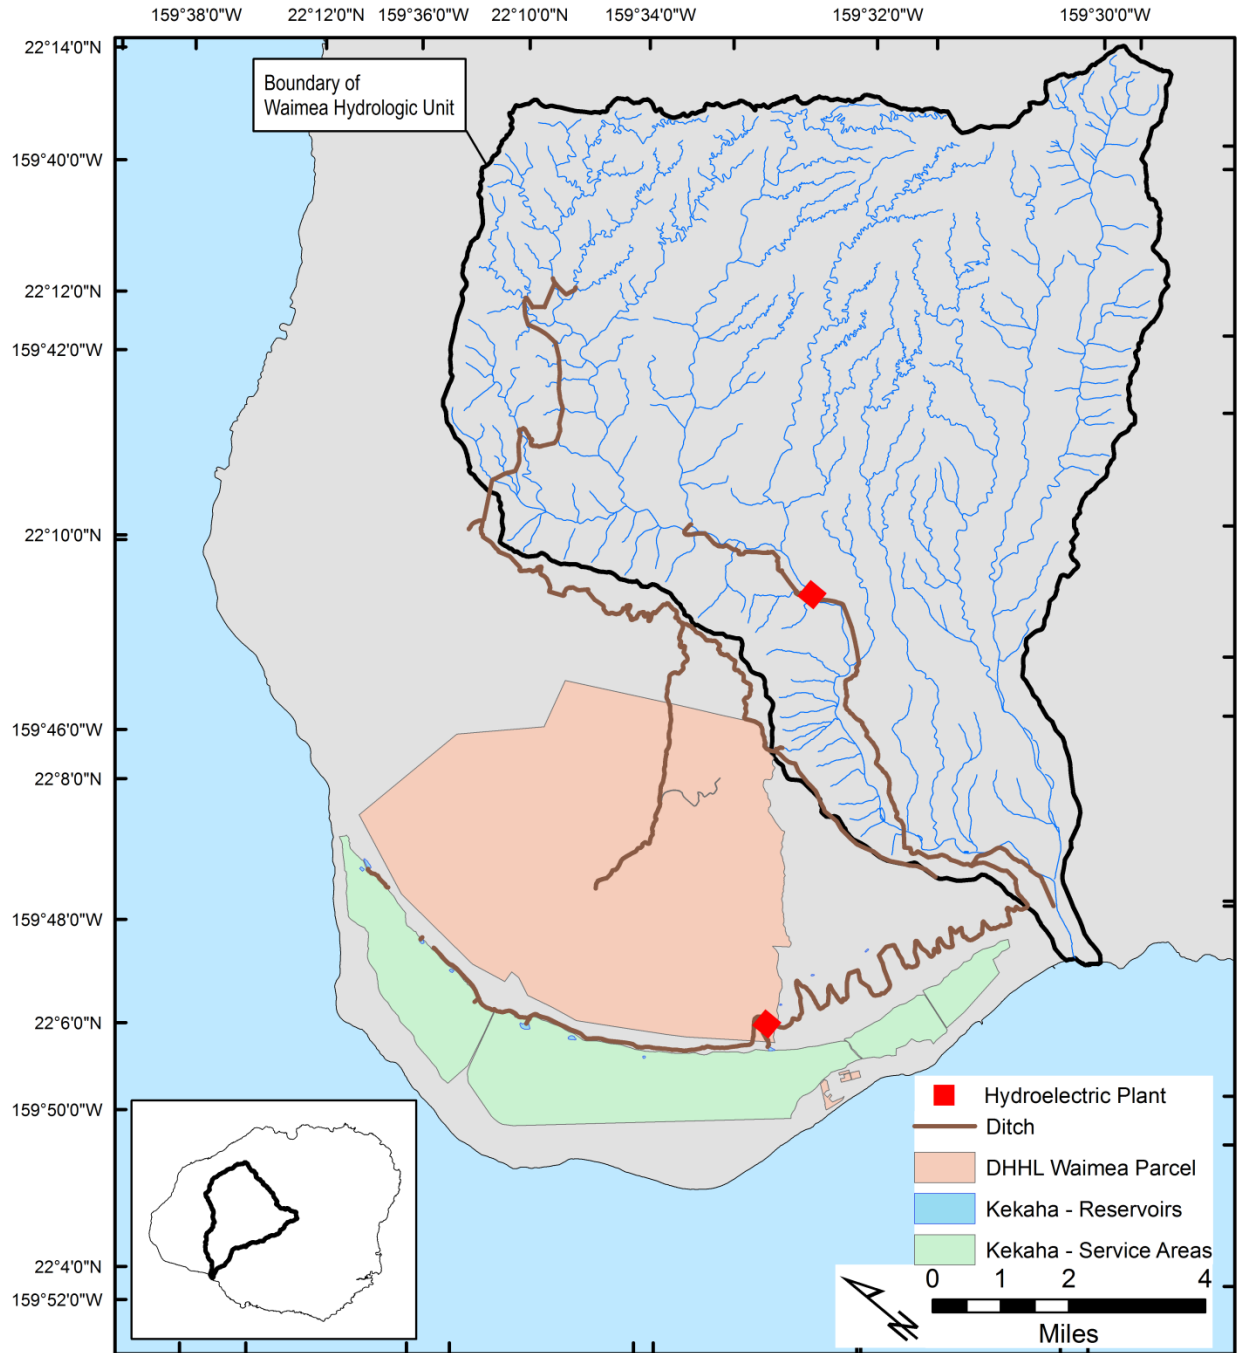 159°38'0"W 22°12'0"N 159°36'0"W 22°10'0"N 159°34'0"W 159°32'0"W 159°30'0"W
22°14'0"N
Boundary of
Waimea Hydrologic Unit
159°40'0"W
22°12'0"N
159°42'0"W
22°10'0"N
159°46'0"W
22°8'0"N
159°48'0"W
22°6'0"N
159°50'0"W
22°4'0"N
159°52'0"W
Hydroelectric Plant
Ditch
DHHL Waimea Parcel
Kekaha - Reservoirs
Kekaha - Service Areas
N
0 1 2 4
Miles